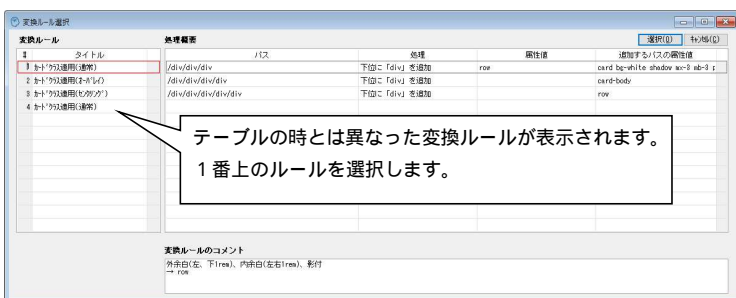 変換ルール選択
変換ルール 処理概要 選択(O) ｷｬﾝｾﾙ(C)
# タイトル パス 処理 属性値 追加するパスの属性値
1 ｶｰﾄﾞｸﾗｽ適用(通常) /div/div/div 下位に「div」を追加 row card bg-white shadow mx-3 mb-3 p
2 ｶｰﾄﾞｸﾗｽ適用(ｵｰﾊﾞﾚｲ) /div/div/div/div 下位に「div」を追加 card-body
3 ｶｰﾄﾞｸﾗｽ適用(ｾﾝﾀﾘﾝｸﾞ) /div/div/div/div/div 下位に「div」を追加 row
4 ｶｰﾄﾞｸﾗｽ適用(通常)
テーブルの時とは異なった変換ルールが表示されます。
１番上のルールを選択します。
変換ルールのコメント
外余白(左、下1rem)、内余白(左右1rem)、影付
→ row